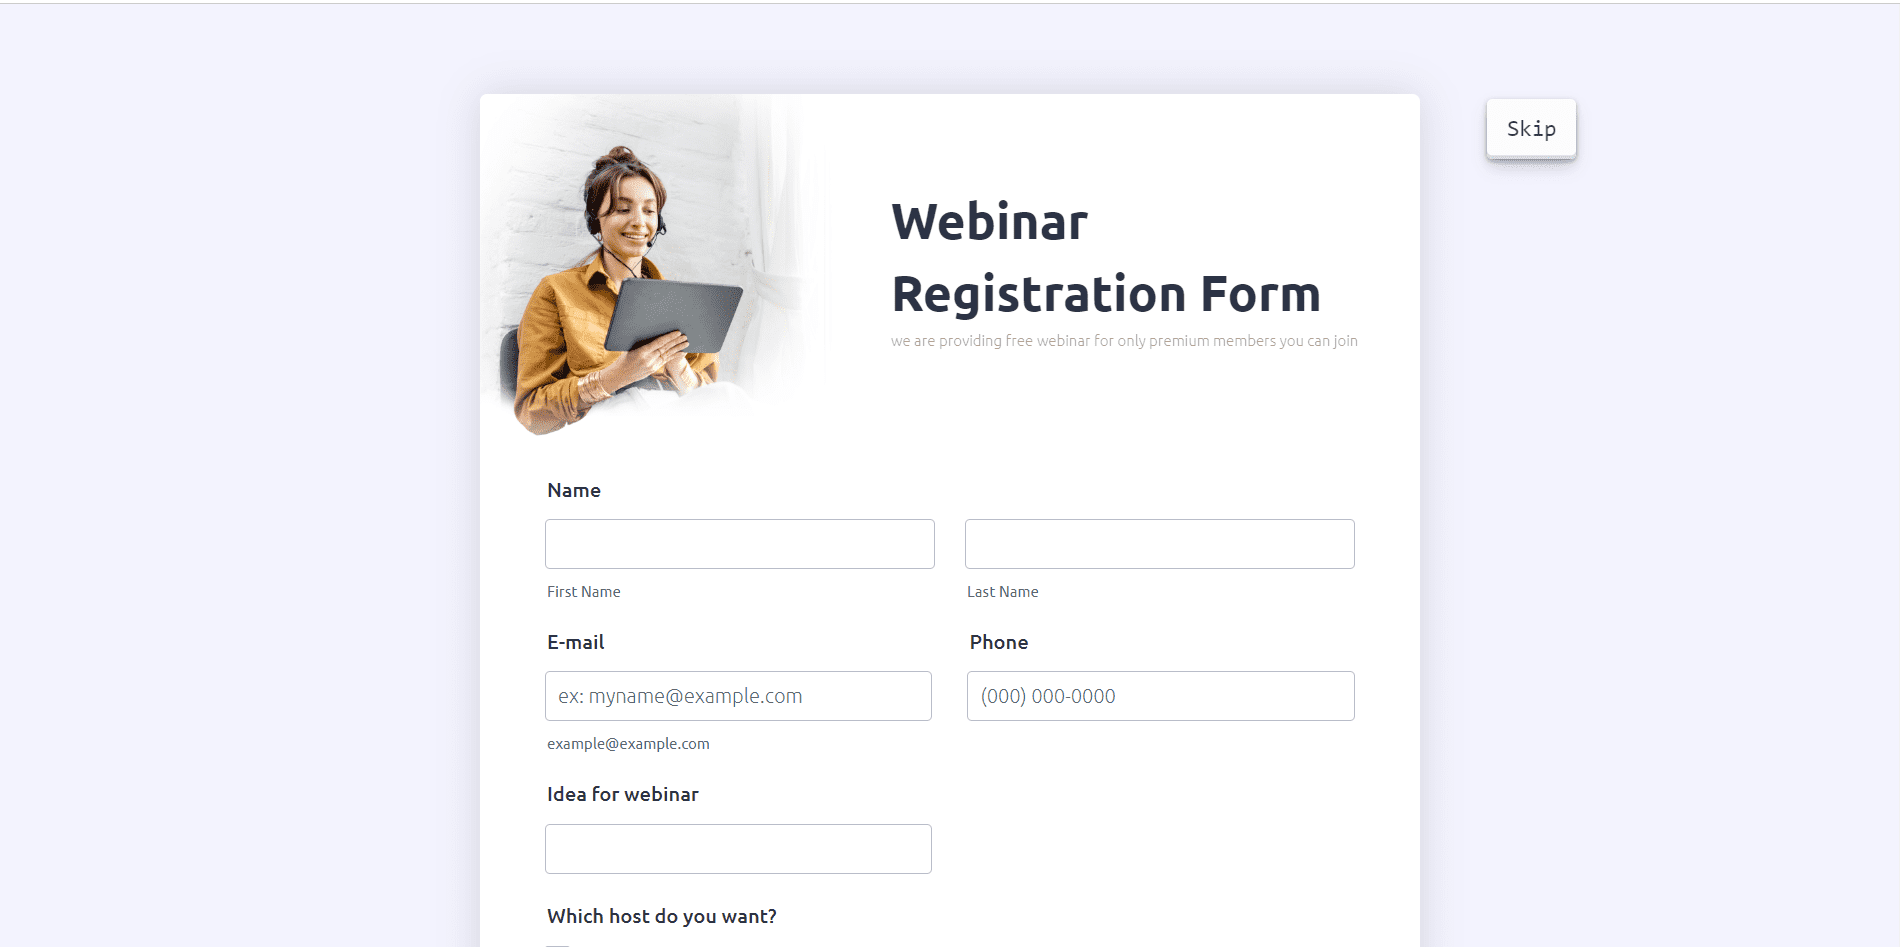 Skip
Webinar
Registration Form
we are providing free webinar for only premium members you can join
Name
First Name
Last Name
E-mail
Phone
ex: myname@example.com
(000) 000-0000
example@example.com
Idea for webinar
Which host do you want?